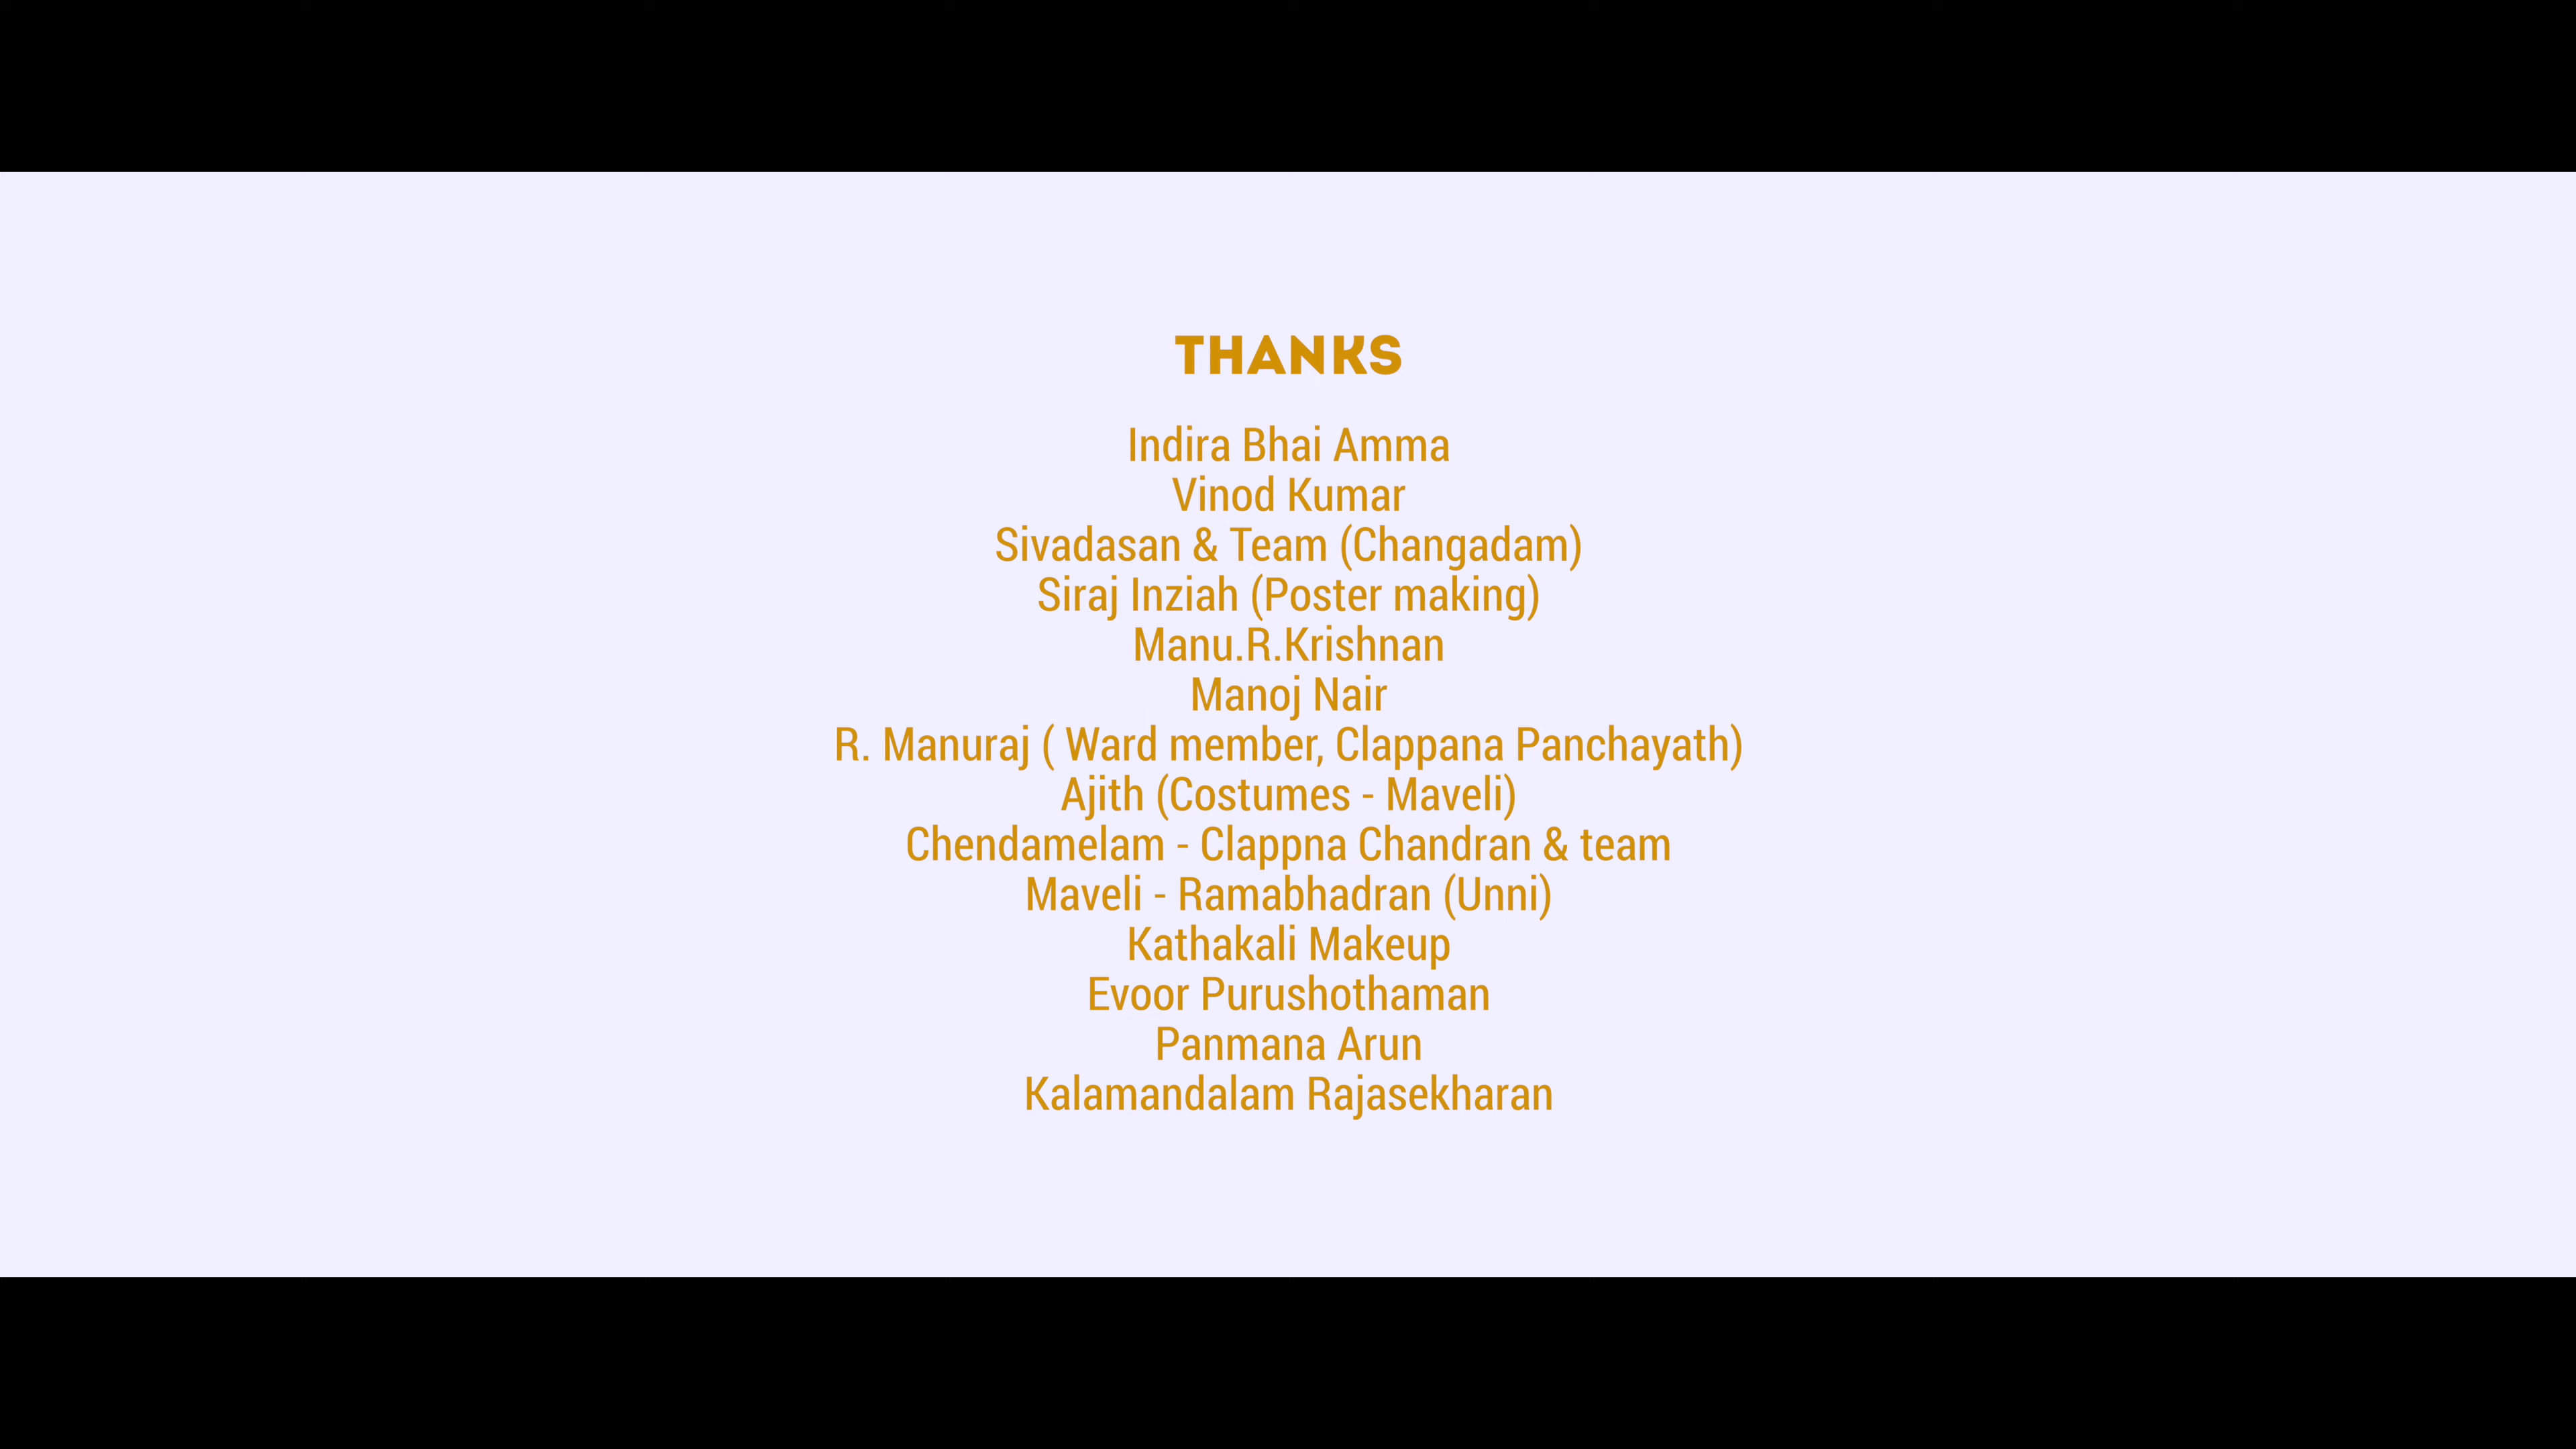 THANKS
Indira Bhai Amma
Vinod Kumar
Sivadasan & Team (Changadam)
Siraj Inziah (Poster making)
Manu.R.Krishnan
Manoj Nair
R. Manuraj ( Ward member, Clappana Panchayath)
Ajith (Costumes - Maveli)
Chendamelam - Clappna Chandran & team
Maveli - Ramabhadran (Unni)
Kathakali Makeup
Evoor Purushothaman
Panmana Arun
Kalamandalam Rajasekharan